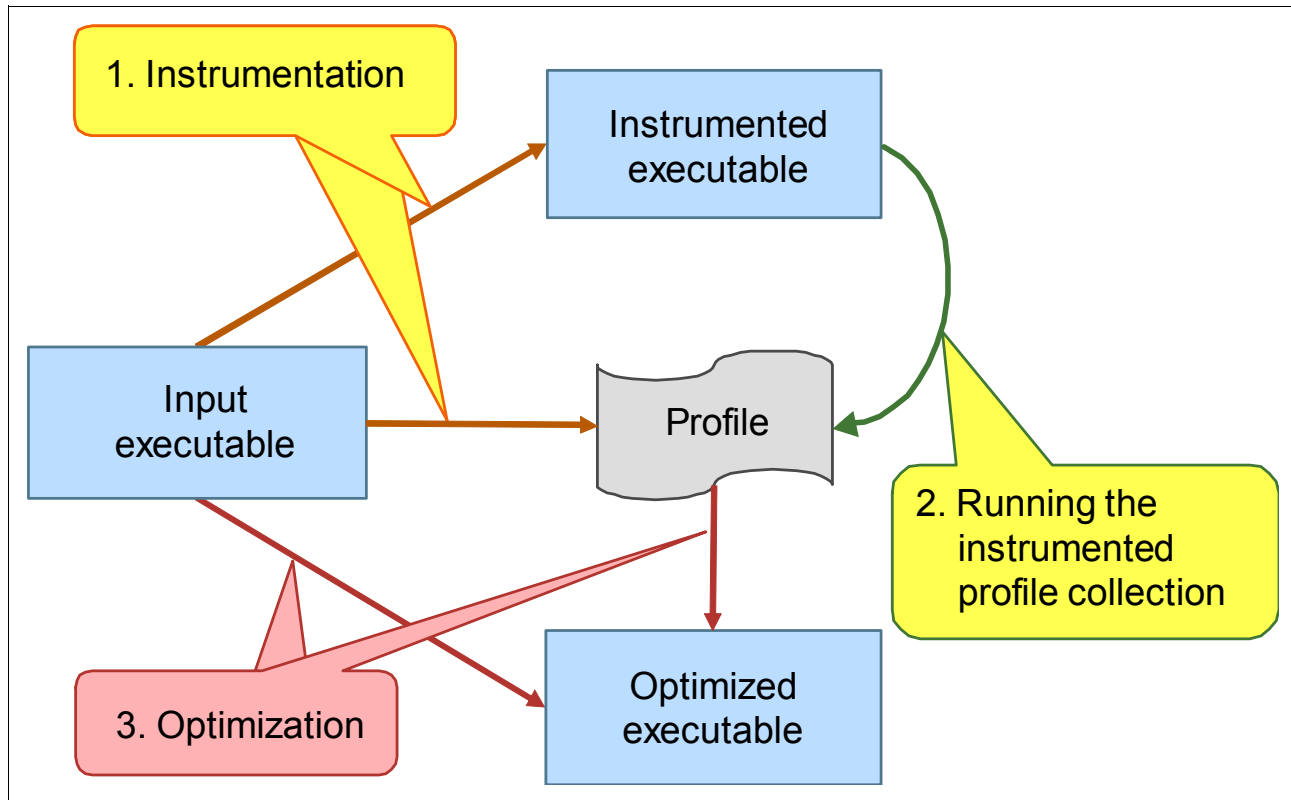 1. Instrumentation
Instrumented
executable
Input
executable
Profile
2. Running the
instrumented
profile collection
3. Optimization
Optimized
executable